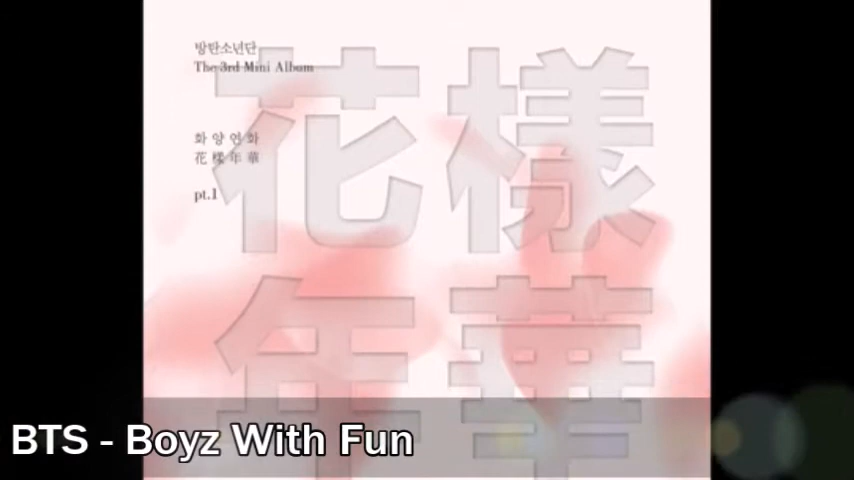 방탄소년단
The 3rd Mini Album
화양연화
花樣年華
pt.1
花樣
年華
BTS - Boyz With Fun